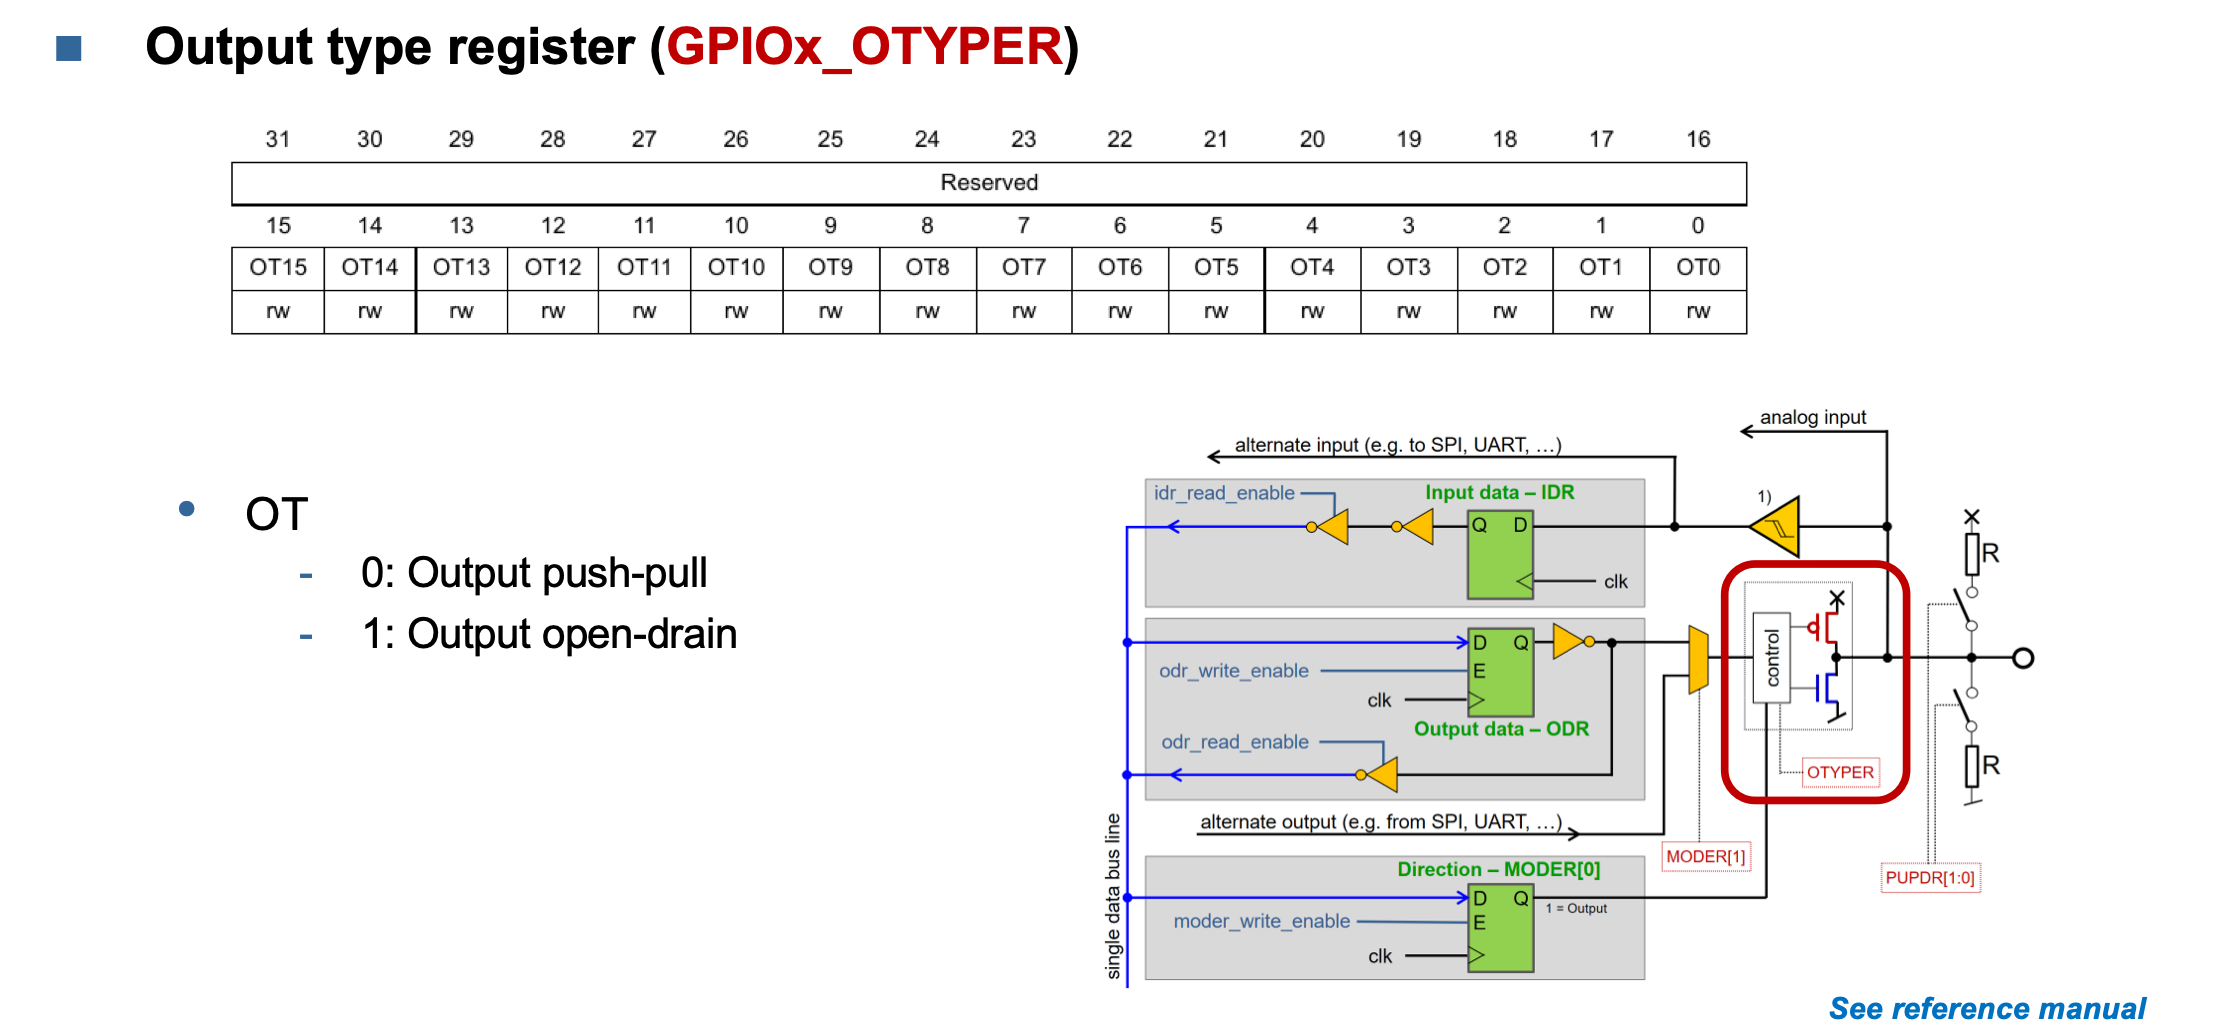 Output type register (GPIOx_OTYPER)
31 30 29 28 27 26 25 24 23 22 21 20 19 18 17 16
Reserved
15 14 13 12 11 10 9 8 7 6 5 4 3 2 1 0
OT15 OT14 OT13 OT12 OT11 OT10 OT9 OT8 OT7 OT6 OT5 OT4 OT3 OT2 OT1 OT0
rw rw rw rw rw rw rw rw rw rw rw rw rw rw rw rw
• OT
- 0: Output push-pull
- 1: Output open-drain
analog input
alternate input (e.g. to SPI, UART, ...)
idr_read_enable
Input data – IDR
1)
Q D
clk
R
control
D Q
odr_write_enable
E
clk
Output data – ODR
odr_read_enable
OTYPER
R
alternate output (e.g. from SPI, UART, ...)
MODER[1]
PUPDR[1:0]
single data bus line
Direction – MODER[0]
D Q
1 = Output
moder_write_enable
E
clk
See reference manual